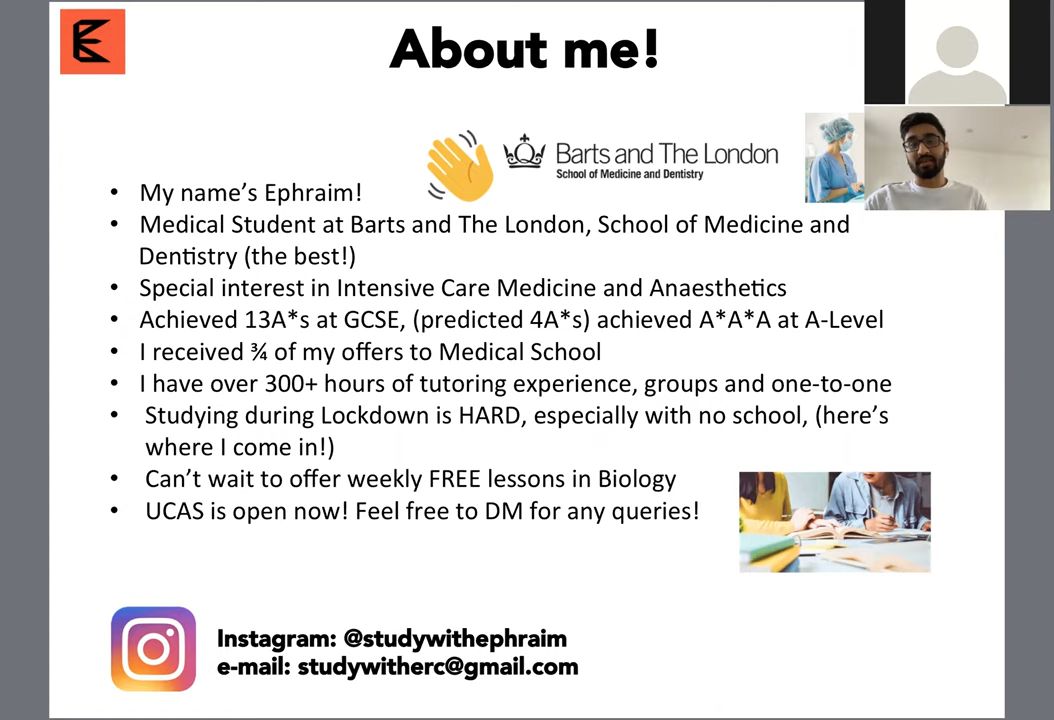 About me!
Barts and The London
School of Medicine and Dentistry
• My name's Ephraim!
• Medical Student at Barts and The London, School of Medicine and
Dentistry (the best!)
• Special interest in Intensive Care Medicine and Anaesthetics
• Achieved 13A*s at GCSE, (predicted 4A*s) achieved A*A*A at A-Level
• I received ¾ of my offers to Medical School
• I have over 300+ hours of tutoring experience, groups and one-to-one
• Studying during Lockdown is HARD, especially with no school, (here's
where I come in!)
• Can't wait to offer weekly FREE lessons in Biology
• UCAS is open now! Feel free to DM for any queries!
Instagram: @studywithephraim
e-mail: studywitherc@gmail.com